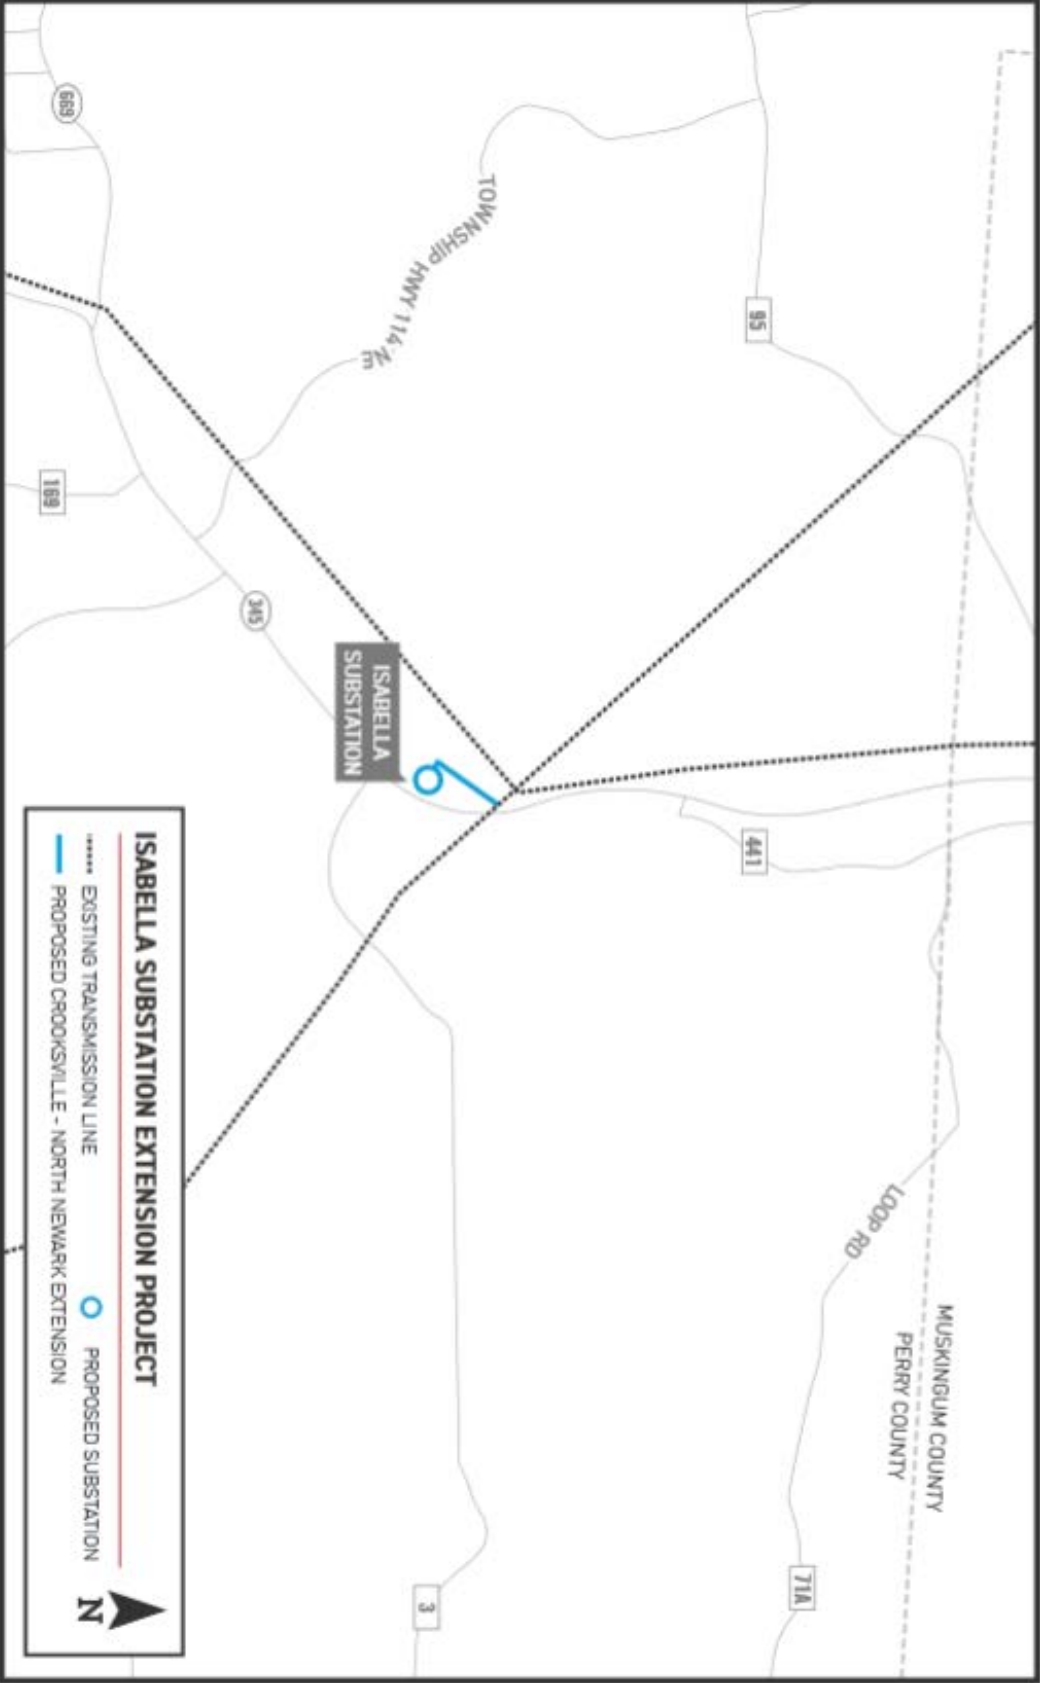 MUSKINGUM COUNTY
PERRY COUNTY
95
441
71A
LOOP RD
TOWNSHIP HWY 114 NE
3
ISABELLA
SUBSTATION
345
669
169
ISABELLA SUBSTATION EXTENSION PROJECT
EXISTING TRANSMISSION LINE
PROPOSED SUBSTATION
PROPOSED CROOKSVILLE - NORTH NEWARK EXTENSION
N